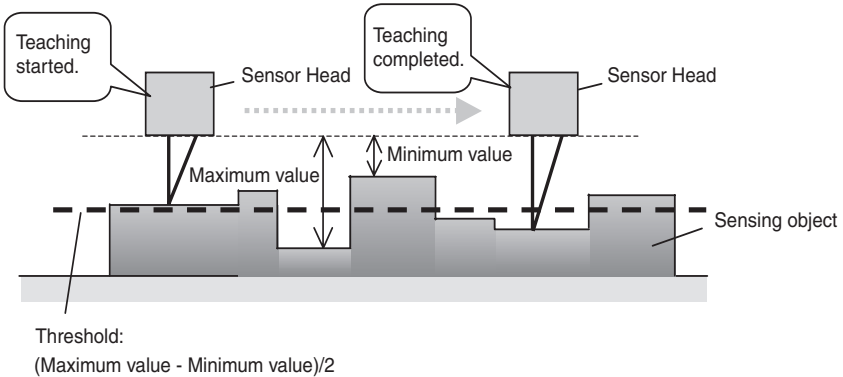 Teaching
started.
Sensor Head
Teaching
completed.
Sensor Head
Minimum value
Maximum value
Sensing object
Threshold:
(Maximum value - Minimum value)/2